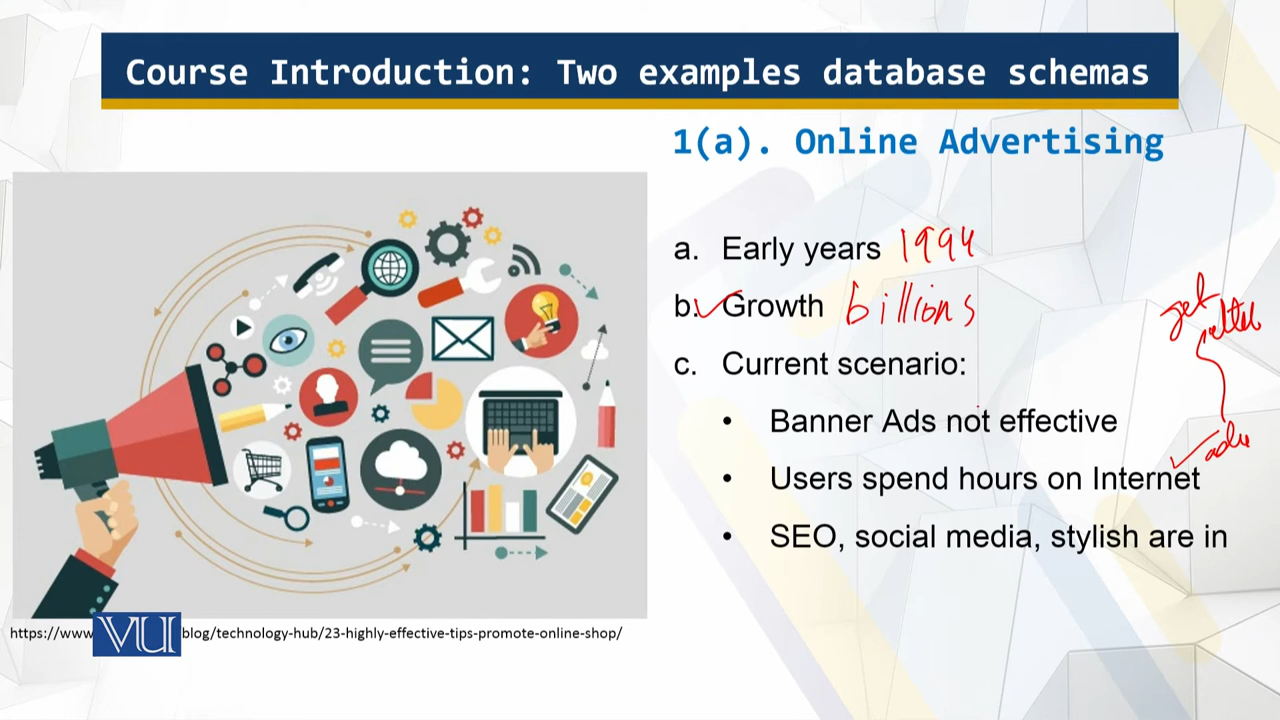 Course Introduction: Two examples database schemas
1(a). Online Advertising
a. Early years 1994
b. Growth billions
c. Current scenario:
• Banner Ads not effective
• Users spend hours on Internet
• SEO, social media, stylish are in
get
https://www
VU
blog/technology-hub/23-highly-effective-tips-promote-online-shop/